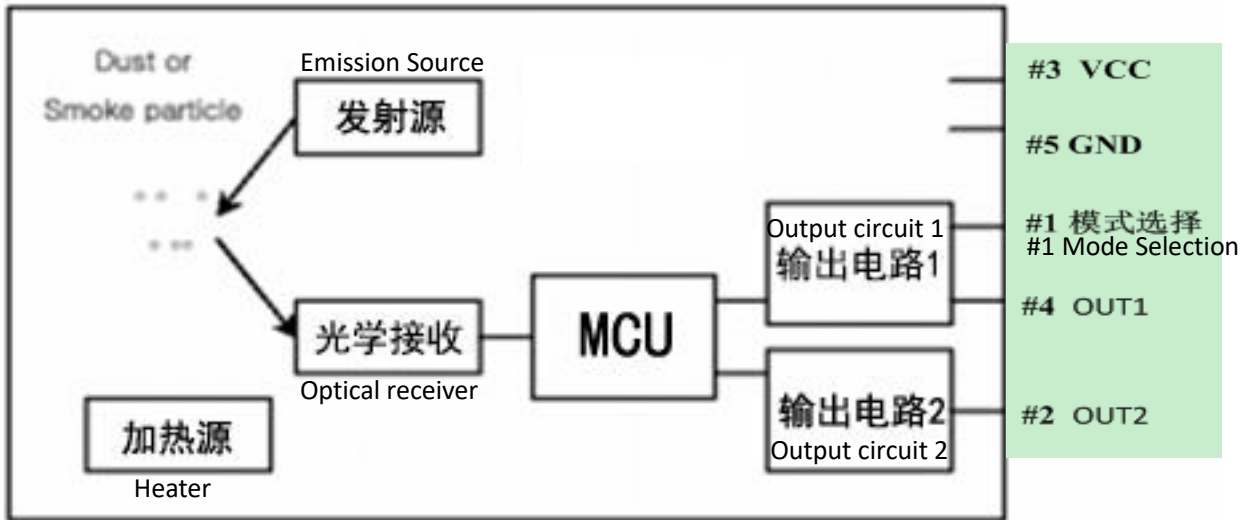 Dust or
Smoke particle
Emission Source
发射源
#3 VCC
#5 GND
Output circuit 1
输出电路1
#1 模式选择
#1 Mode Selection
MCU
#4 OUT1
光学接收
Optical receiver
输出电路2
Output circuit 2
#2 OUT2
加热源
Heater